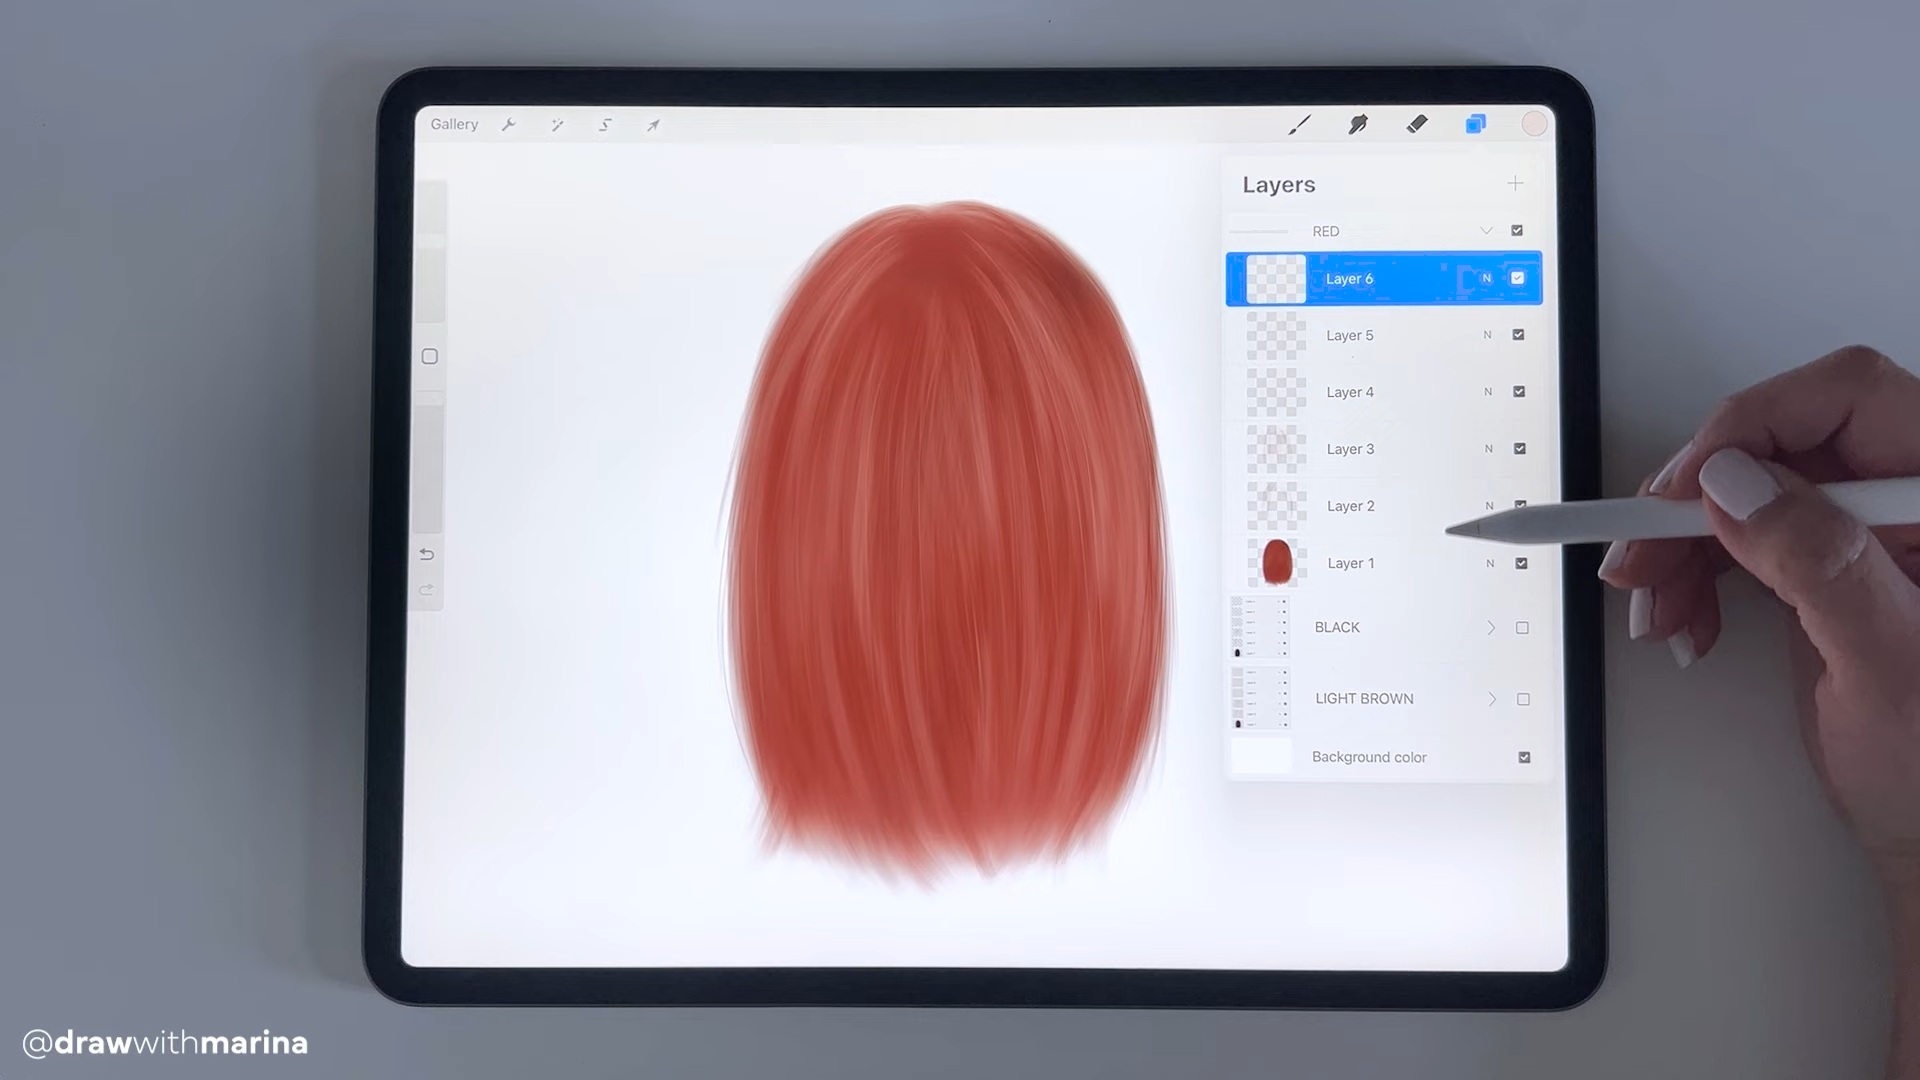 Gallery
Layers
RED
Layer 6 N
Layer 5 N
Layer 4 N
Layer 3 N
Layer 2 N
Layer 1 N
BLACK
LIGHT BROWN
Background color
@drawwithmarina